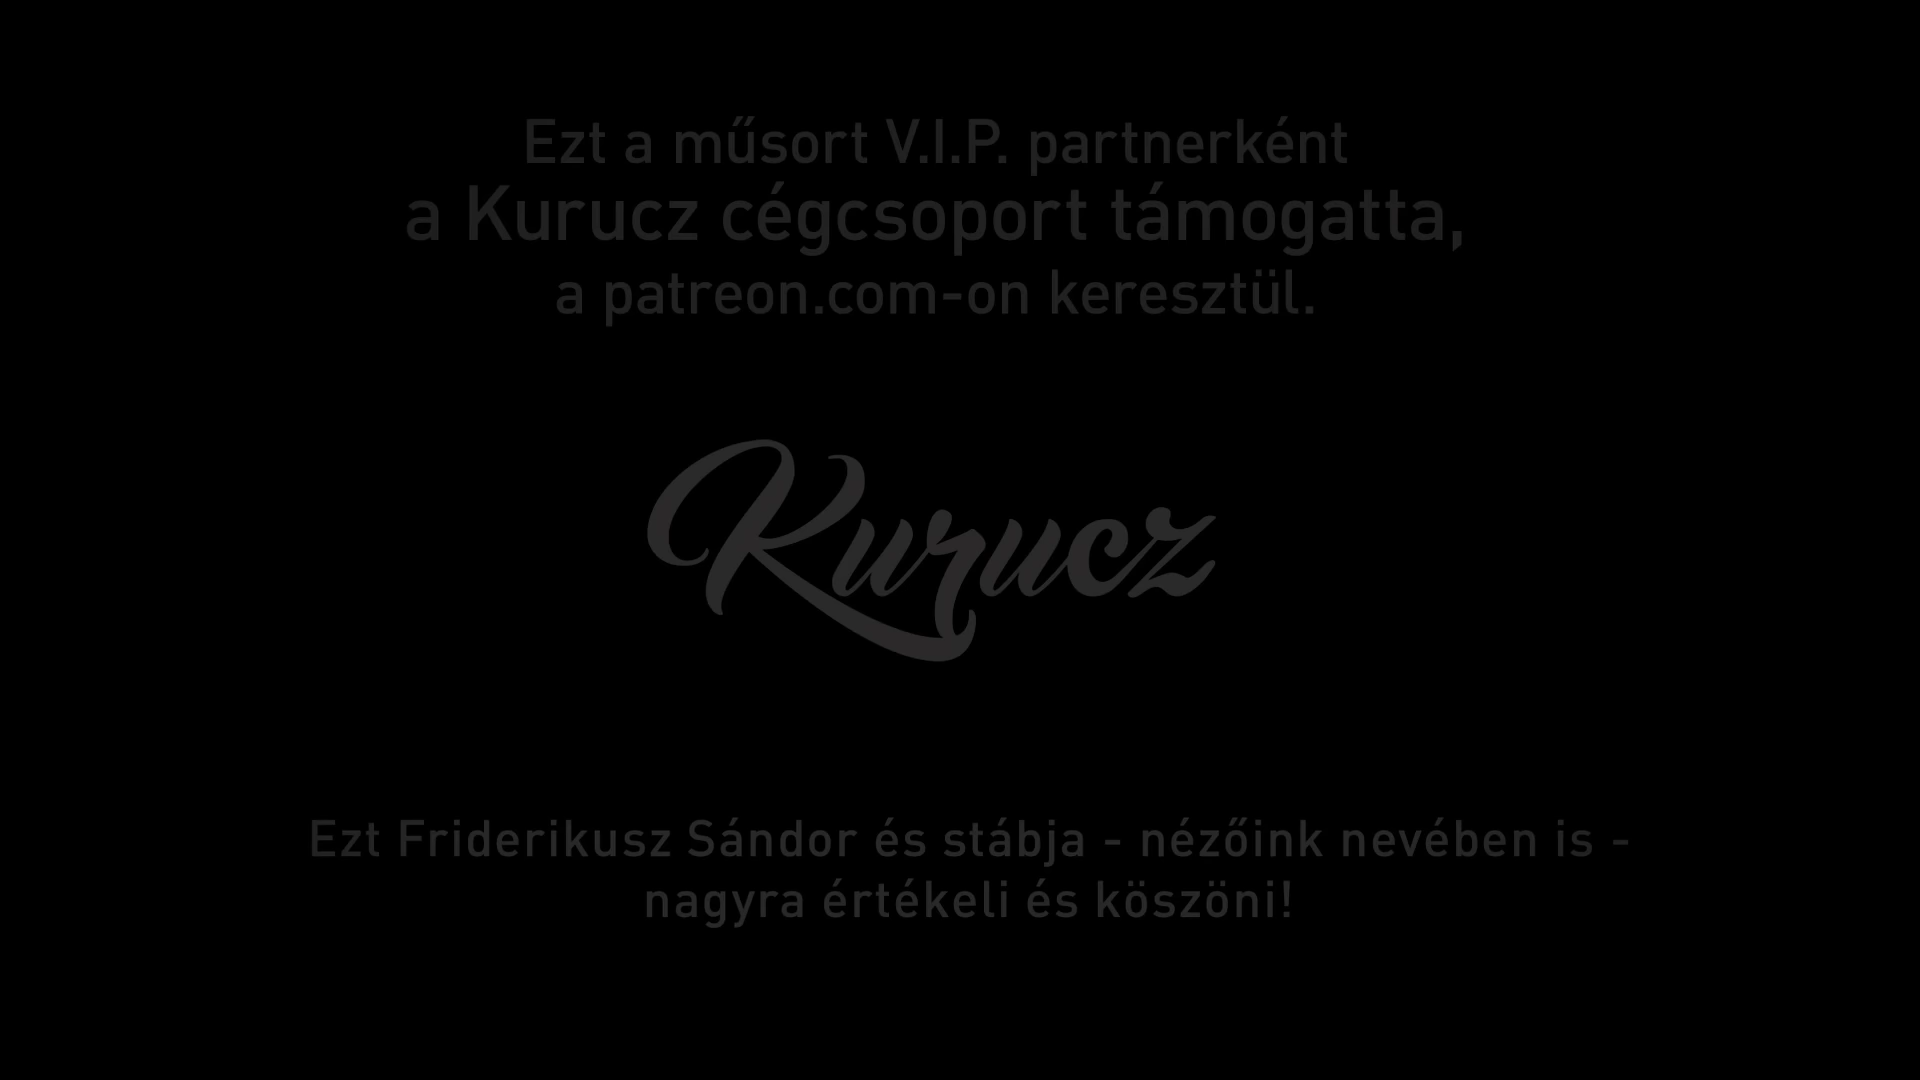 Ezt a műsort V.I.P. partnerként
a Kurucz cégcsoport támogatta,
a patreon.com-on keresztül.
Kurucz
Ezt Friderikusz Sándor és stábja - nézőink nevében is -
nagyra értékeli és köszöni!